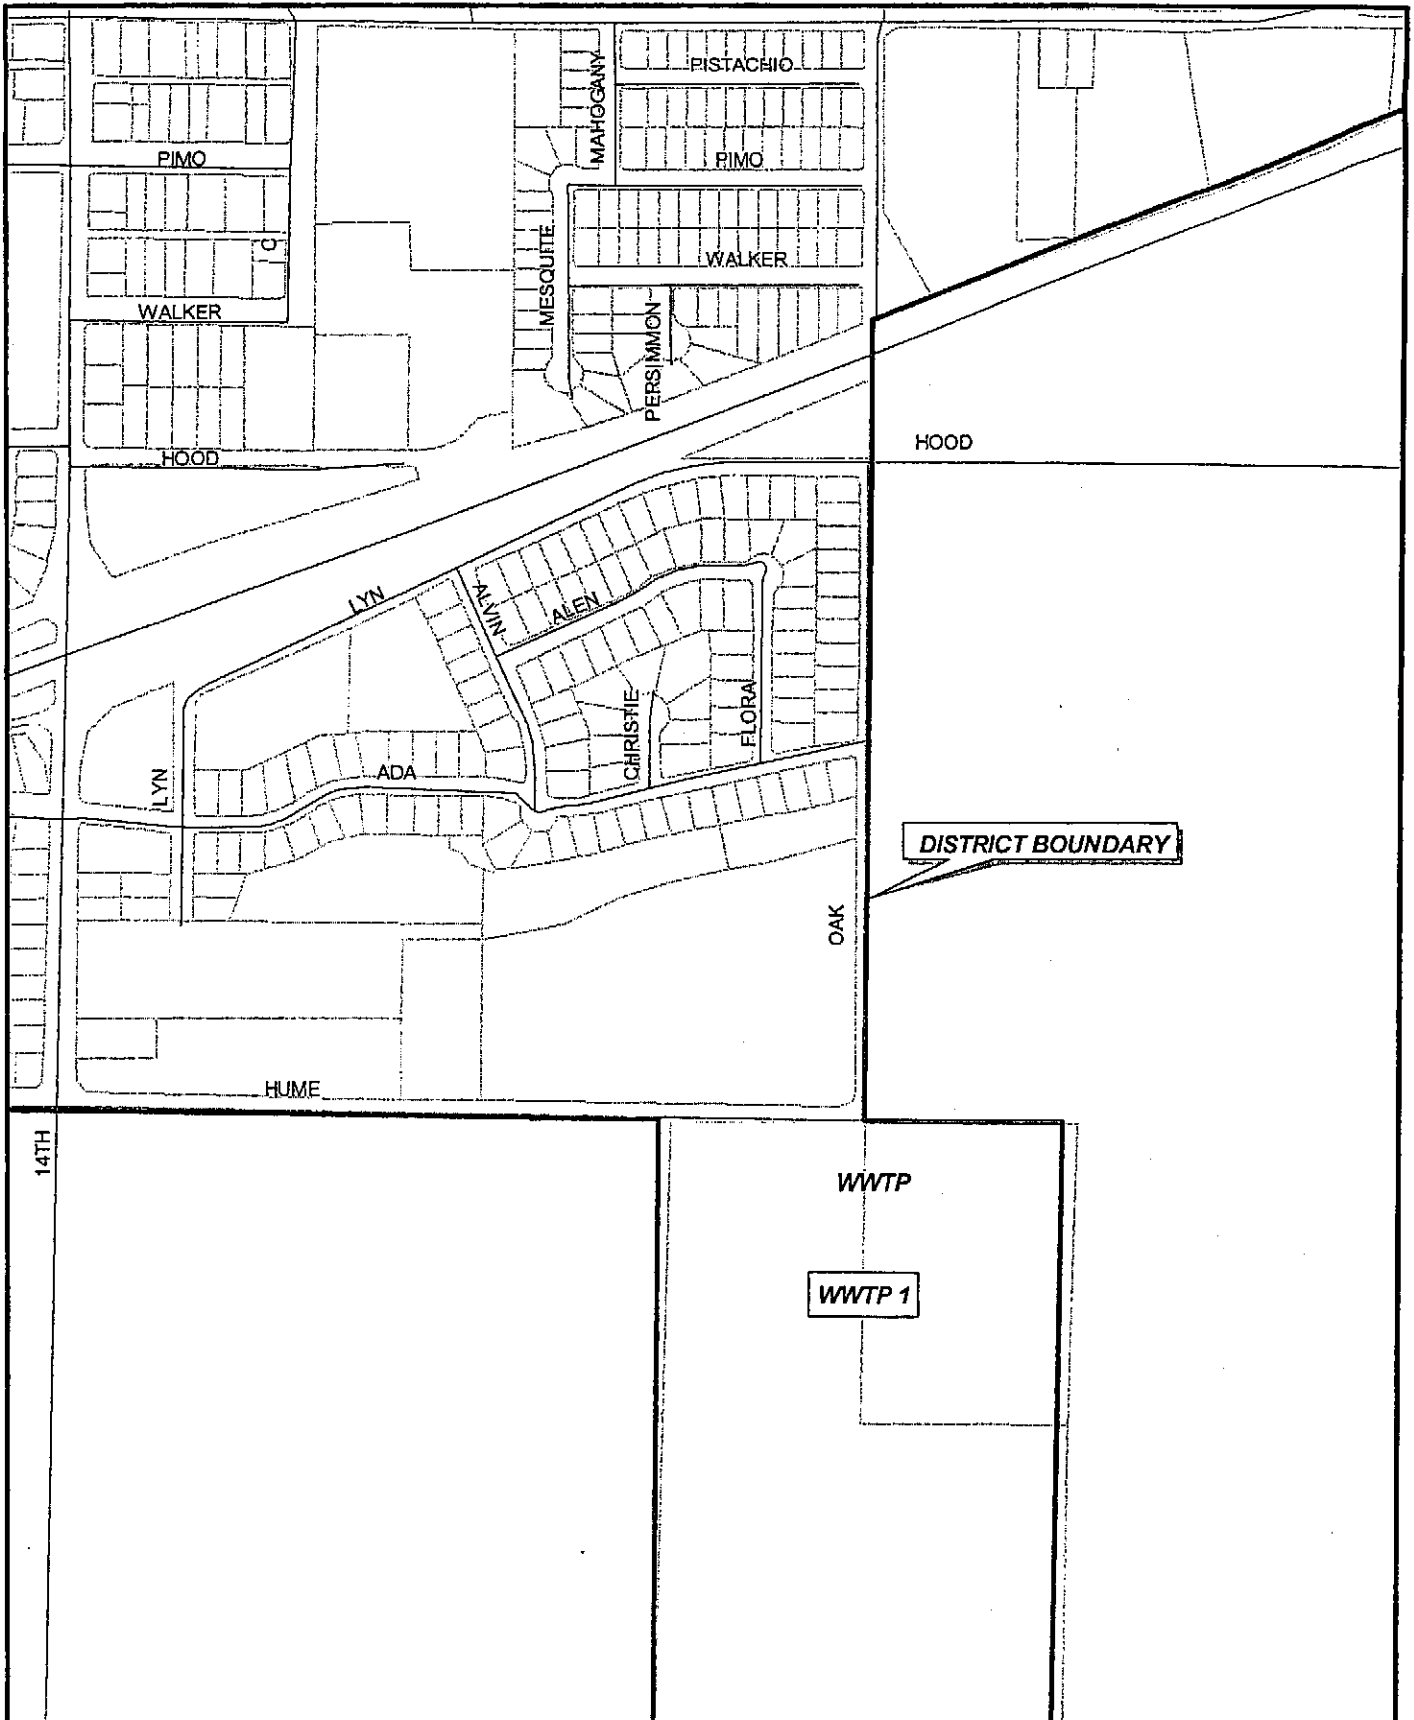 PISTACHIO
MAHOGANY
PIMO
PIMO
C
MESQUITE
WALKER
WALKER
PERSIMMON
HOOD
HOOD
LYN
ALVIN
ALEN
CHRISTIE
FLORA
LYN
ADA
DISTRICT BOUNDARY
OAK
HUME
14TH
WWTP
WWTP 1